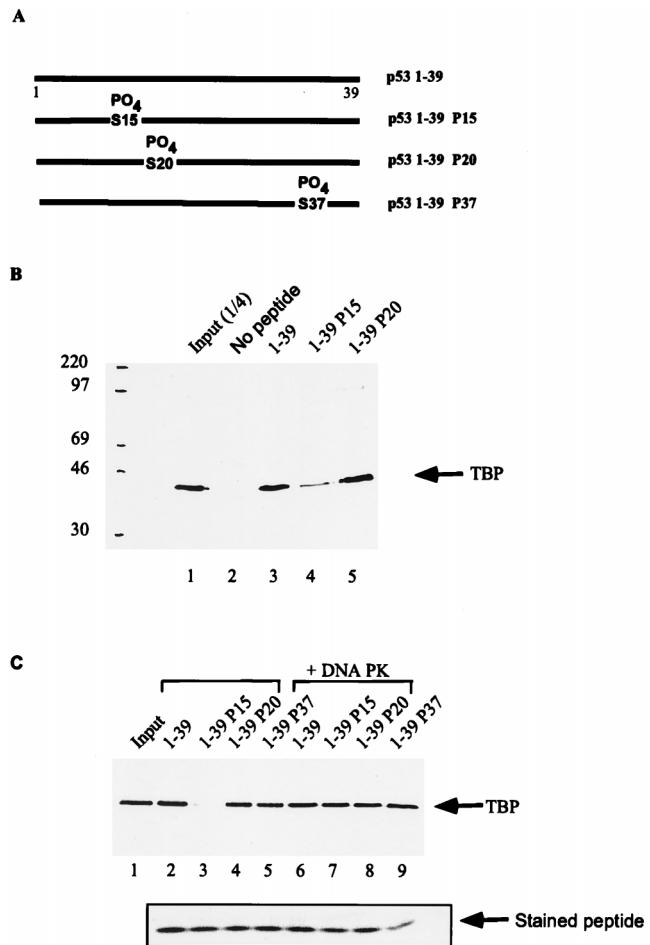 A
p53 1-39
1 39
PO4
S15
p53 1-39 P15
PO4
S20
p53 1-39 P20
PO4
S37
p53 1-39 P37
B
Input (1/4)
No peptide
1-39
1-39 P15
1-39 P20
220
97
69
46
30
TBP
1 2 3 4 5
C
+ DNA PK
Input
1-39
1-39 P15
1-39 P20
1-39 P37
1-39
1-39 P15
1-39 P20
1-39 P37
TBP
1 2 3 4 5 6 7 8 9
Stained peptide